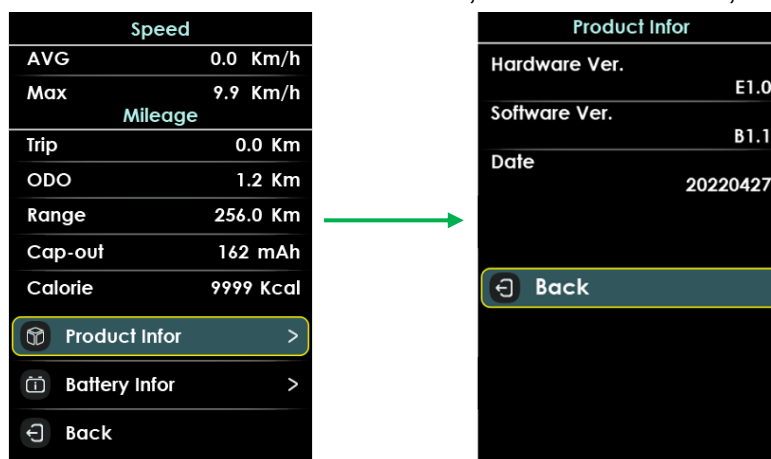 Speed
AVG 0.0 Km/h
Max 9.9 Km/h
Mileage
Trip 0.0 Km
ODO 1.2 Km
Range 256.0 Km
Cap-out 162 mAh
Calorie 9999 Kcal
Product Infor >
Battery Infor >
Back
Product Infor
Hardware Ver.
E1.0
Software Ver.
B1.1
Date
20220427
Back